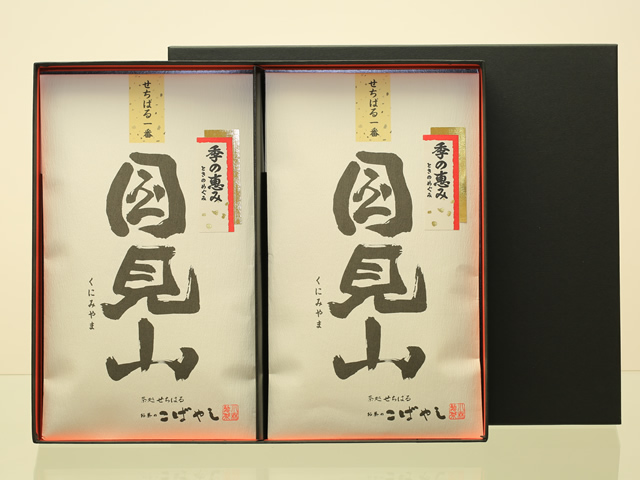 せちばる一番
季の恵み
ときのめぐみ
国見山
くにみやま
茶処 せちばる
お茶の こばやし
せちばる一番
季の恵み
ときのめぐみ
国見山
くにみやま
茶処 せちばる
お茶の こばやし